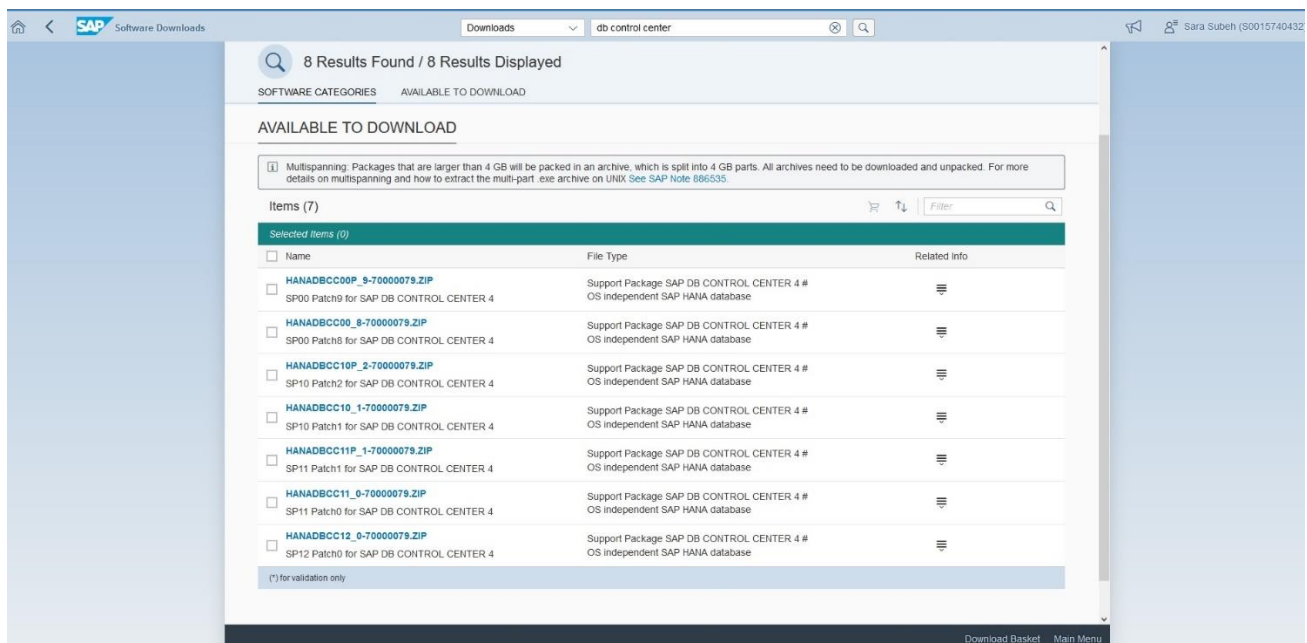 SAP Software Downloads
Downloads
db control center
Sara Subeh (S0015740432)
8 Results Found / 8 Results Displayed
SOFTWARE CATEGORIES AVAILABLE TO DOWNLOAD
AVAILABLE TO DOWNLOAD
Multispanning: Packages that are larger than 4 GB will be packed in an archive, which is split into 4 GB parts. All archives need to be downloaded and unpacked. For more
details on multispanning and how to extract the multi-part .exe archive on UNIX See SAP Note 886535.
Items (7)
Filter
Selected Items (0)
Name File Type Related Info
HANADBCC00P_9-70000079.ZIP
SP00 Patch9 for SAP DB CONTROL CENTER 4
Support Package SAP DB CONTROL CENTER 4 #
OS independent SAP HANA database
HANADBCC00_8-70000079.ZIP
SP00 Patch8 for SAP DB CONTROL CENTER 4
Support Package SAP DB CONTROL CENTER 4 #
OS independent SAP HANA database
HANADBCC10P_2-70000079.ZIP
SP10 Patch2 for SAP DB CONTROL CENTER 4
Support Package SAP DB CONTROL CENTER 4 #
OS independent SAP HANA database
HANADBCC10_1-70000079.ZIP
SP10 Patch1 for SAP DB CONTROL CENTER 4
Support Package SAP DB CONTROL CENTER 4 #
OS independent SAP HANA database
HANADBCC11P_1-70000079.ZIP
SP11 Patch1 for SAP DB CONTROL CENTER 4
Support Package SAP DB CONTROL CENTER 4 #
OS independent SAP HANA database
HANADBCC11_0-70000079.ZIP
SP11 Patch0 for SAP DB CONTROL CENTER 4
Support Package SAP DB CONTROL CENTER 4 #
OS independent SAP HANA database
HANADBCC12_0-70000079.ZIP
SP12 Patch0 for SAP DB CONTROL CENTER 4
Support Package SAP DB CONTROL CENTER 4 #
OS independent SAP HANA database
(*) for validation only
Download Basket Main Menu